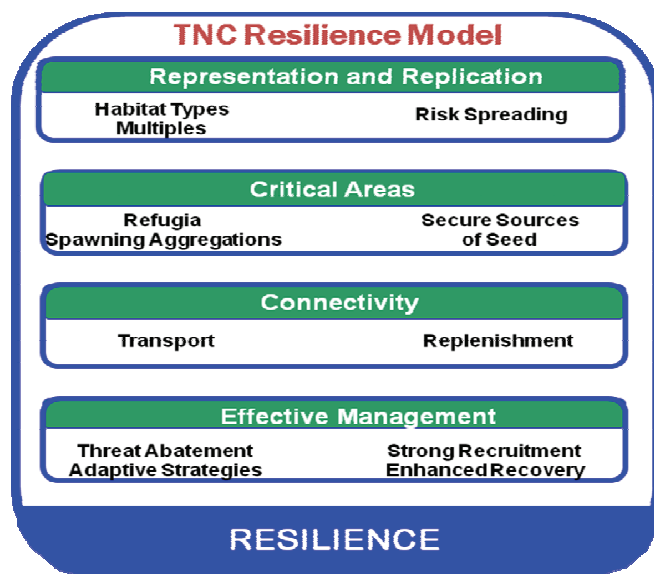 TNC Resilience Model
Representation and Replication
Habitat Types
Multiples
Risk Spreading
Critical Areas
Refugia
Spawning Aggregations
Secure Sources
of Seed
Connectivity
Transport
Replenishment
Effective Management
Threat Abatement
Adaptive Strategies
Strong Recruitment
Enhanced Recovery
RESILIENCE